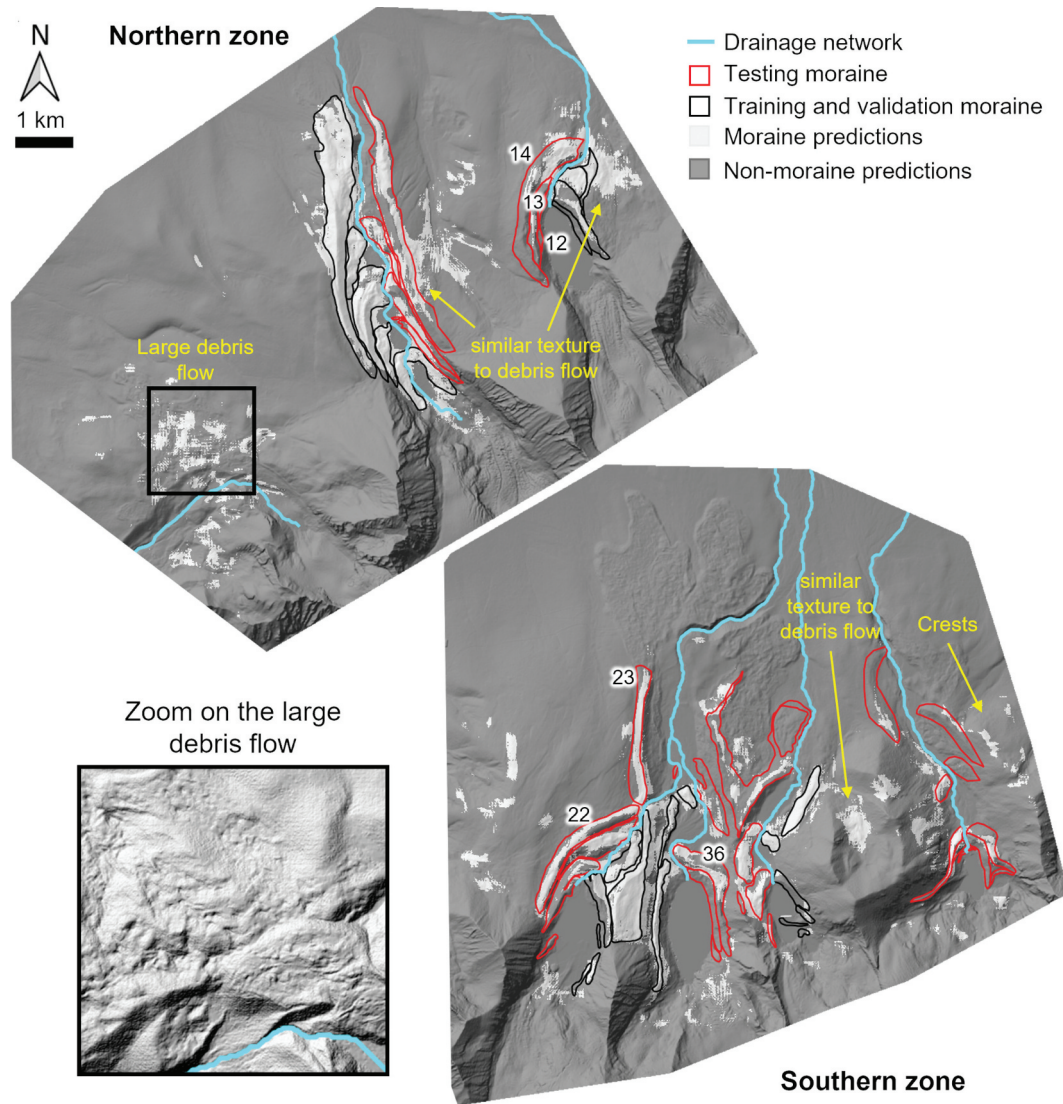 N
1 km
Northern zone
Drainage network
Testing moraine
Training and validation moraine
Moraine predictions
Non-moraine predictions
14
13
12
Large debris
flow
similar texture
to debris flow
similar
texture to
debris flow
Crests
23
22
36
Zoom on the large
debris flow
Southern zone